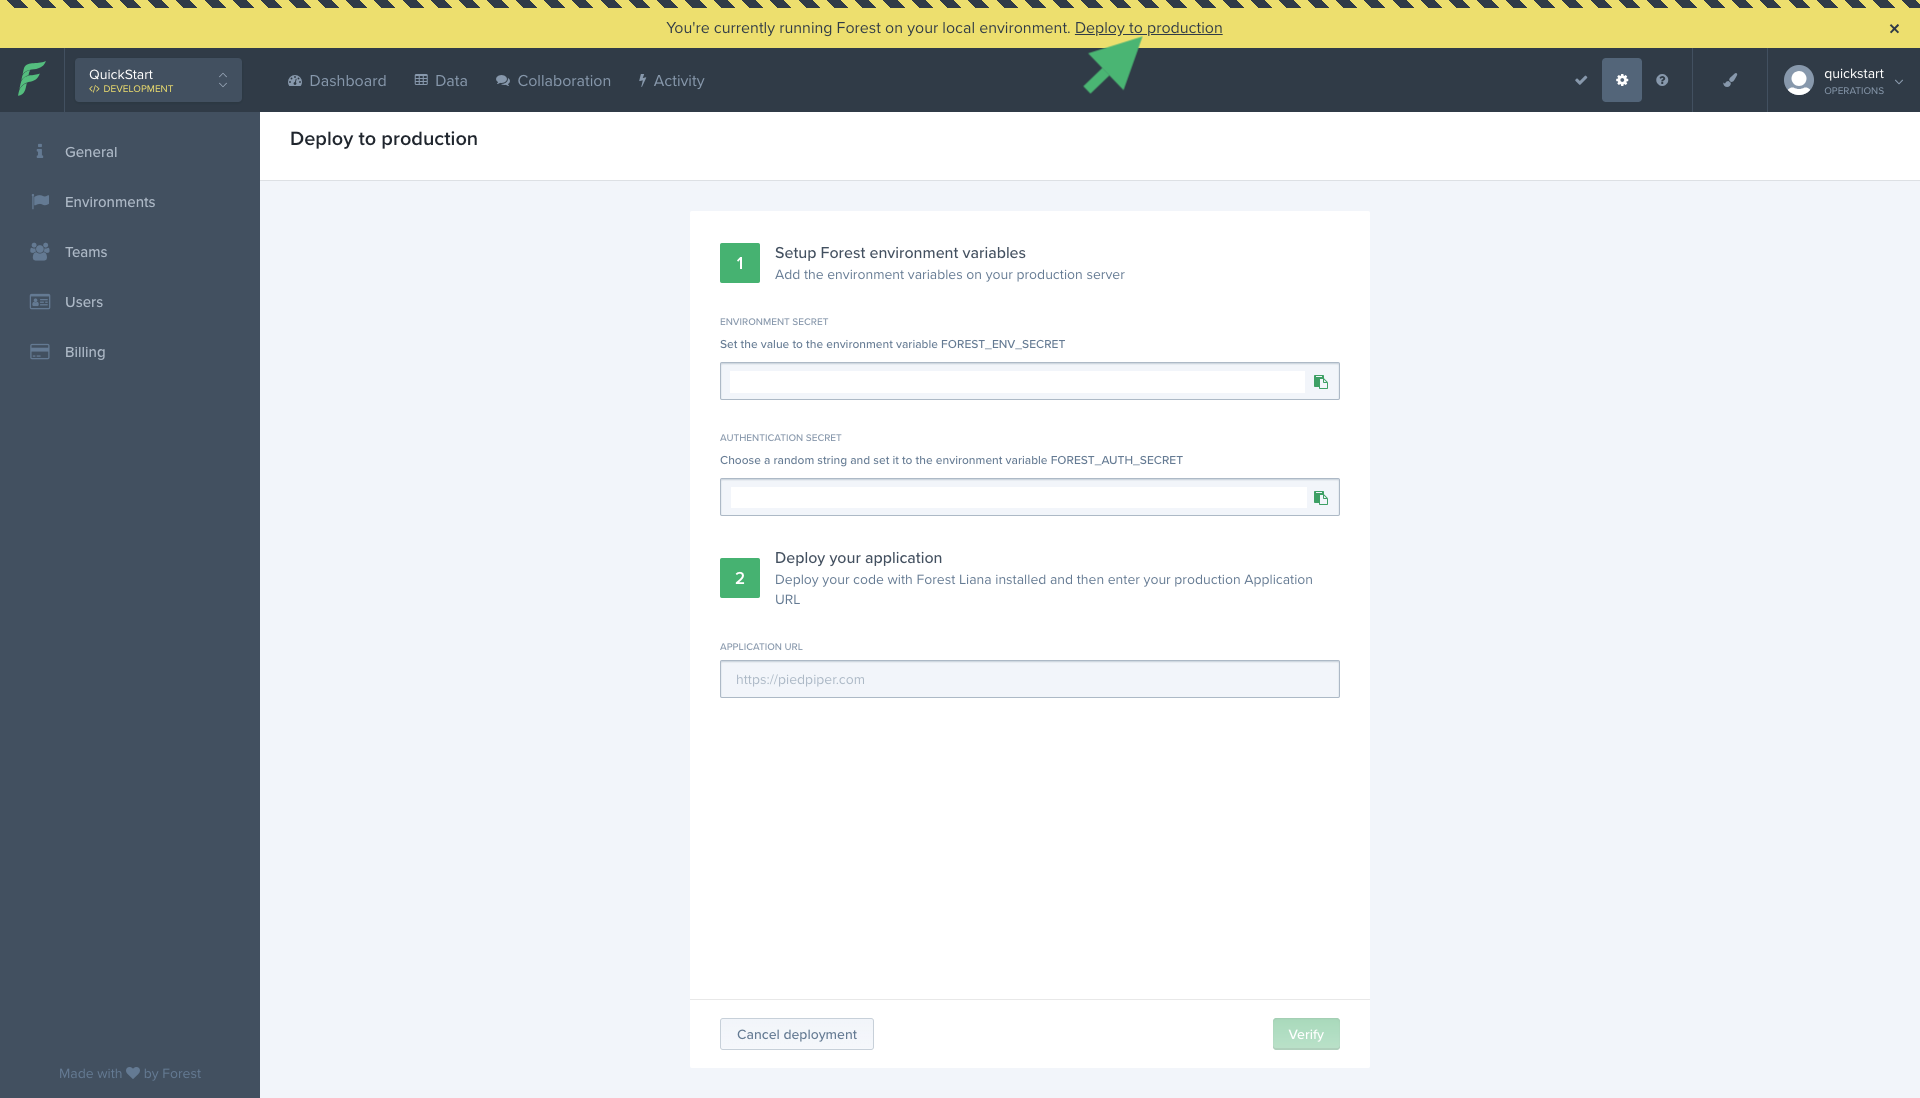 You're currently running Forest on your local environment. Deploy to production
QuickStart
</> DEVELOPMENT
Dashboard
Data
Collaboration
Activity
quickstart
OPERATIONS
General
Environments
Teams
Users
Billing
Made with ♥ by Forest
Deploy to production
1
Setup Forest environment variables
Add the environment variables on your production server
ENVIRONMENT SECRET
Set the value to the environment variable FOREST_ENV_SECRET
AUTHENTICATION SECRET
Choose a random string and set it to the environment variable FOREST_AUTH_SECRET
2
Deploy your application
Deploy your code with Forest Liana installed and then enter your production Application
URL
APPLICATION URL
https://piedpiper.com
Cancel deployment
Verify